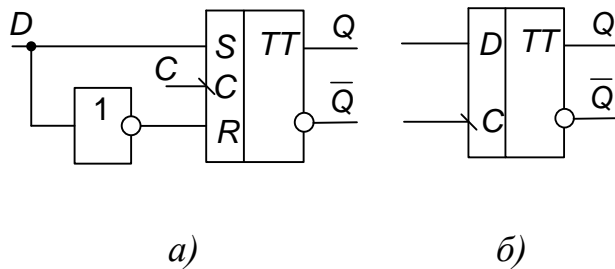 D
S TT Q
C C
1 R Q̅
а)
D TT Q
C Q̅
б)